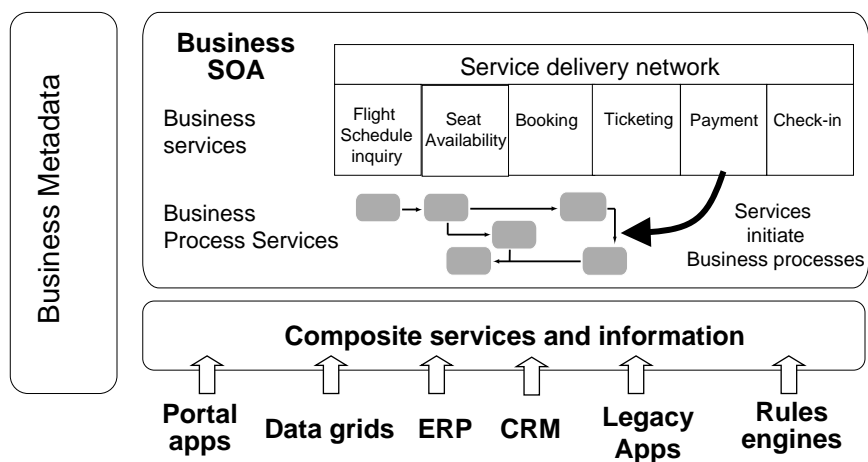 Business Metadata
Business
SOA
Service delivery network
Business
services
Flight
Schedule
inquiry
Seat
Availability
Booking
Ticketing
Payment
Check-in
Business
Process Services
Services
initiate
Business processes
Composite services and information
Portal
apps
Data grids
ERP
CRM
Legacy
Apps
Rules
engines